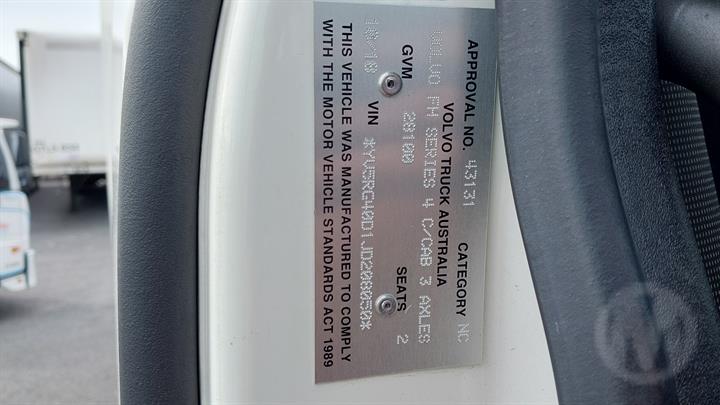 APPROVAL NO. 43131 CATEGORY NC
VOLVO TRUCK AUSTRALIA
VOLVO FH SERIES 4 C/CAB 3 AXLES
GVM 28100 SEATS 2
10/18 VIN *YV5RG40D1JD208050*
THIS VEHICLE WAS MANUFACTURED TO COMPLY
WITH THE MOTOR VEHICLE STANDARDS ACT 1989